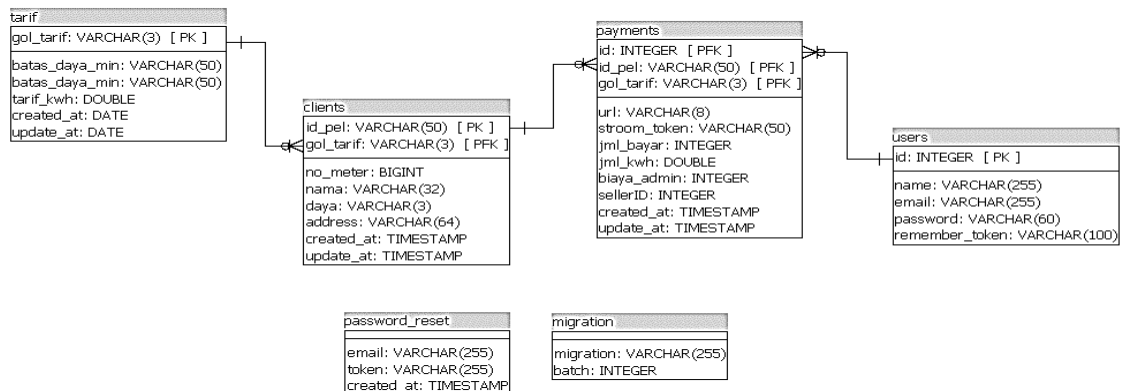 tarif
gol_tarif: VARCHAR(3) [ PK ]
batas_daya_min: VARCHAR(50)
batas_daya_min: VARCHAR(50)
tarif_kwh: DOUBLE
created_at: DATE
update_at: DATE
clients
id_pel: VARCHAR(50) [ PK ]
gol_tarif: VARCHAR(3) [ PFK ]
no_meter: BIGINT
nama: VARCHAR(32)
daya: VARCHAR(3)
address: VARCHAR(64)
created_at: TIMESTAMP
update_at: TIMESTAMP
payments
id: INTEGER [ PFK ]
id_pel: VARCHAR(50) [ PFK ]
gol_tarif: VARCHAR(3) [ PFK ]
url: VARCHAR(8)
stroom_token: VARCHAR(50)
jml_bayar: INTEGER
jml_kwh: DOUBLE
biaya_admin: INTEGER
sellerID: INTEGER
created_at: TIMESTAMP
update_at: TIMESTAMP
users
id: INTEGER [ PK ]
name: VARCHAR(255)
email: VARCHAR(255)
password: VARCHAR(60)
remember_token: VARCHAR(100)
password_reset
email: VARCHAR(255)
token: VARCHAR(255)
created_at: TIMESTAMP
migration
migration: VARCHAR(255)
batch: INTEGER